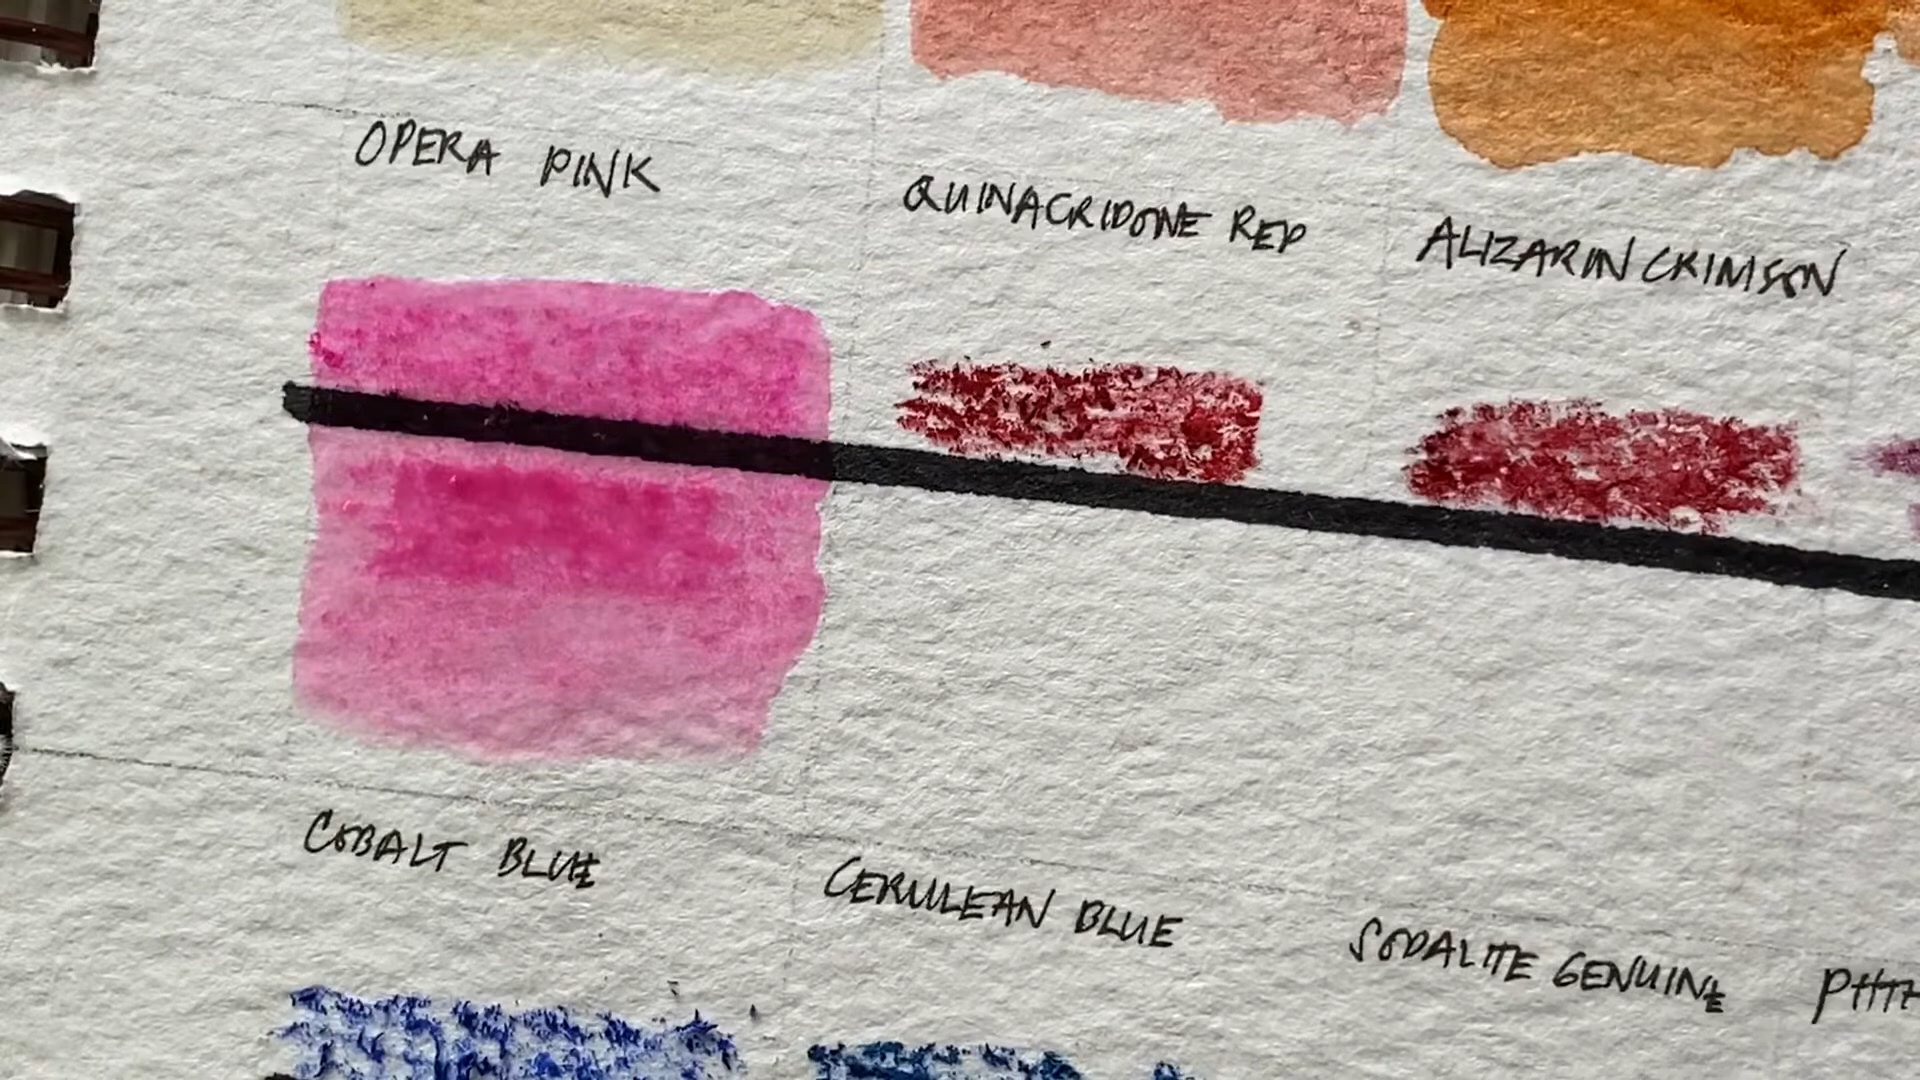 OPERA PINK
QUINACRIDONE RED
ALIZARIN CRIMSON
COBALT BLUE
CERULEAN BLUE
SODALITE GENUINE